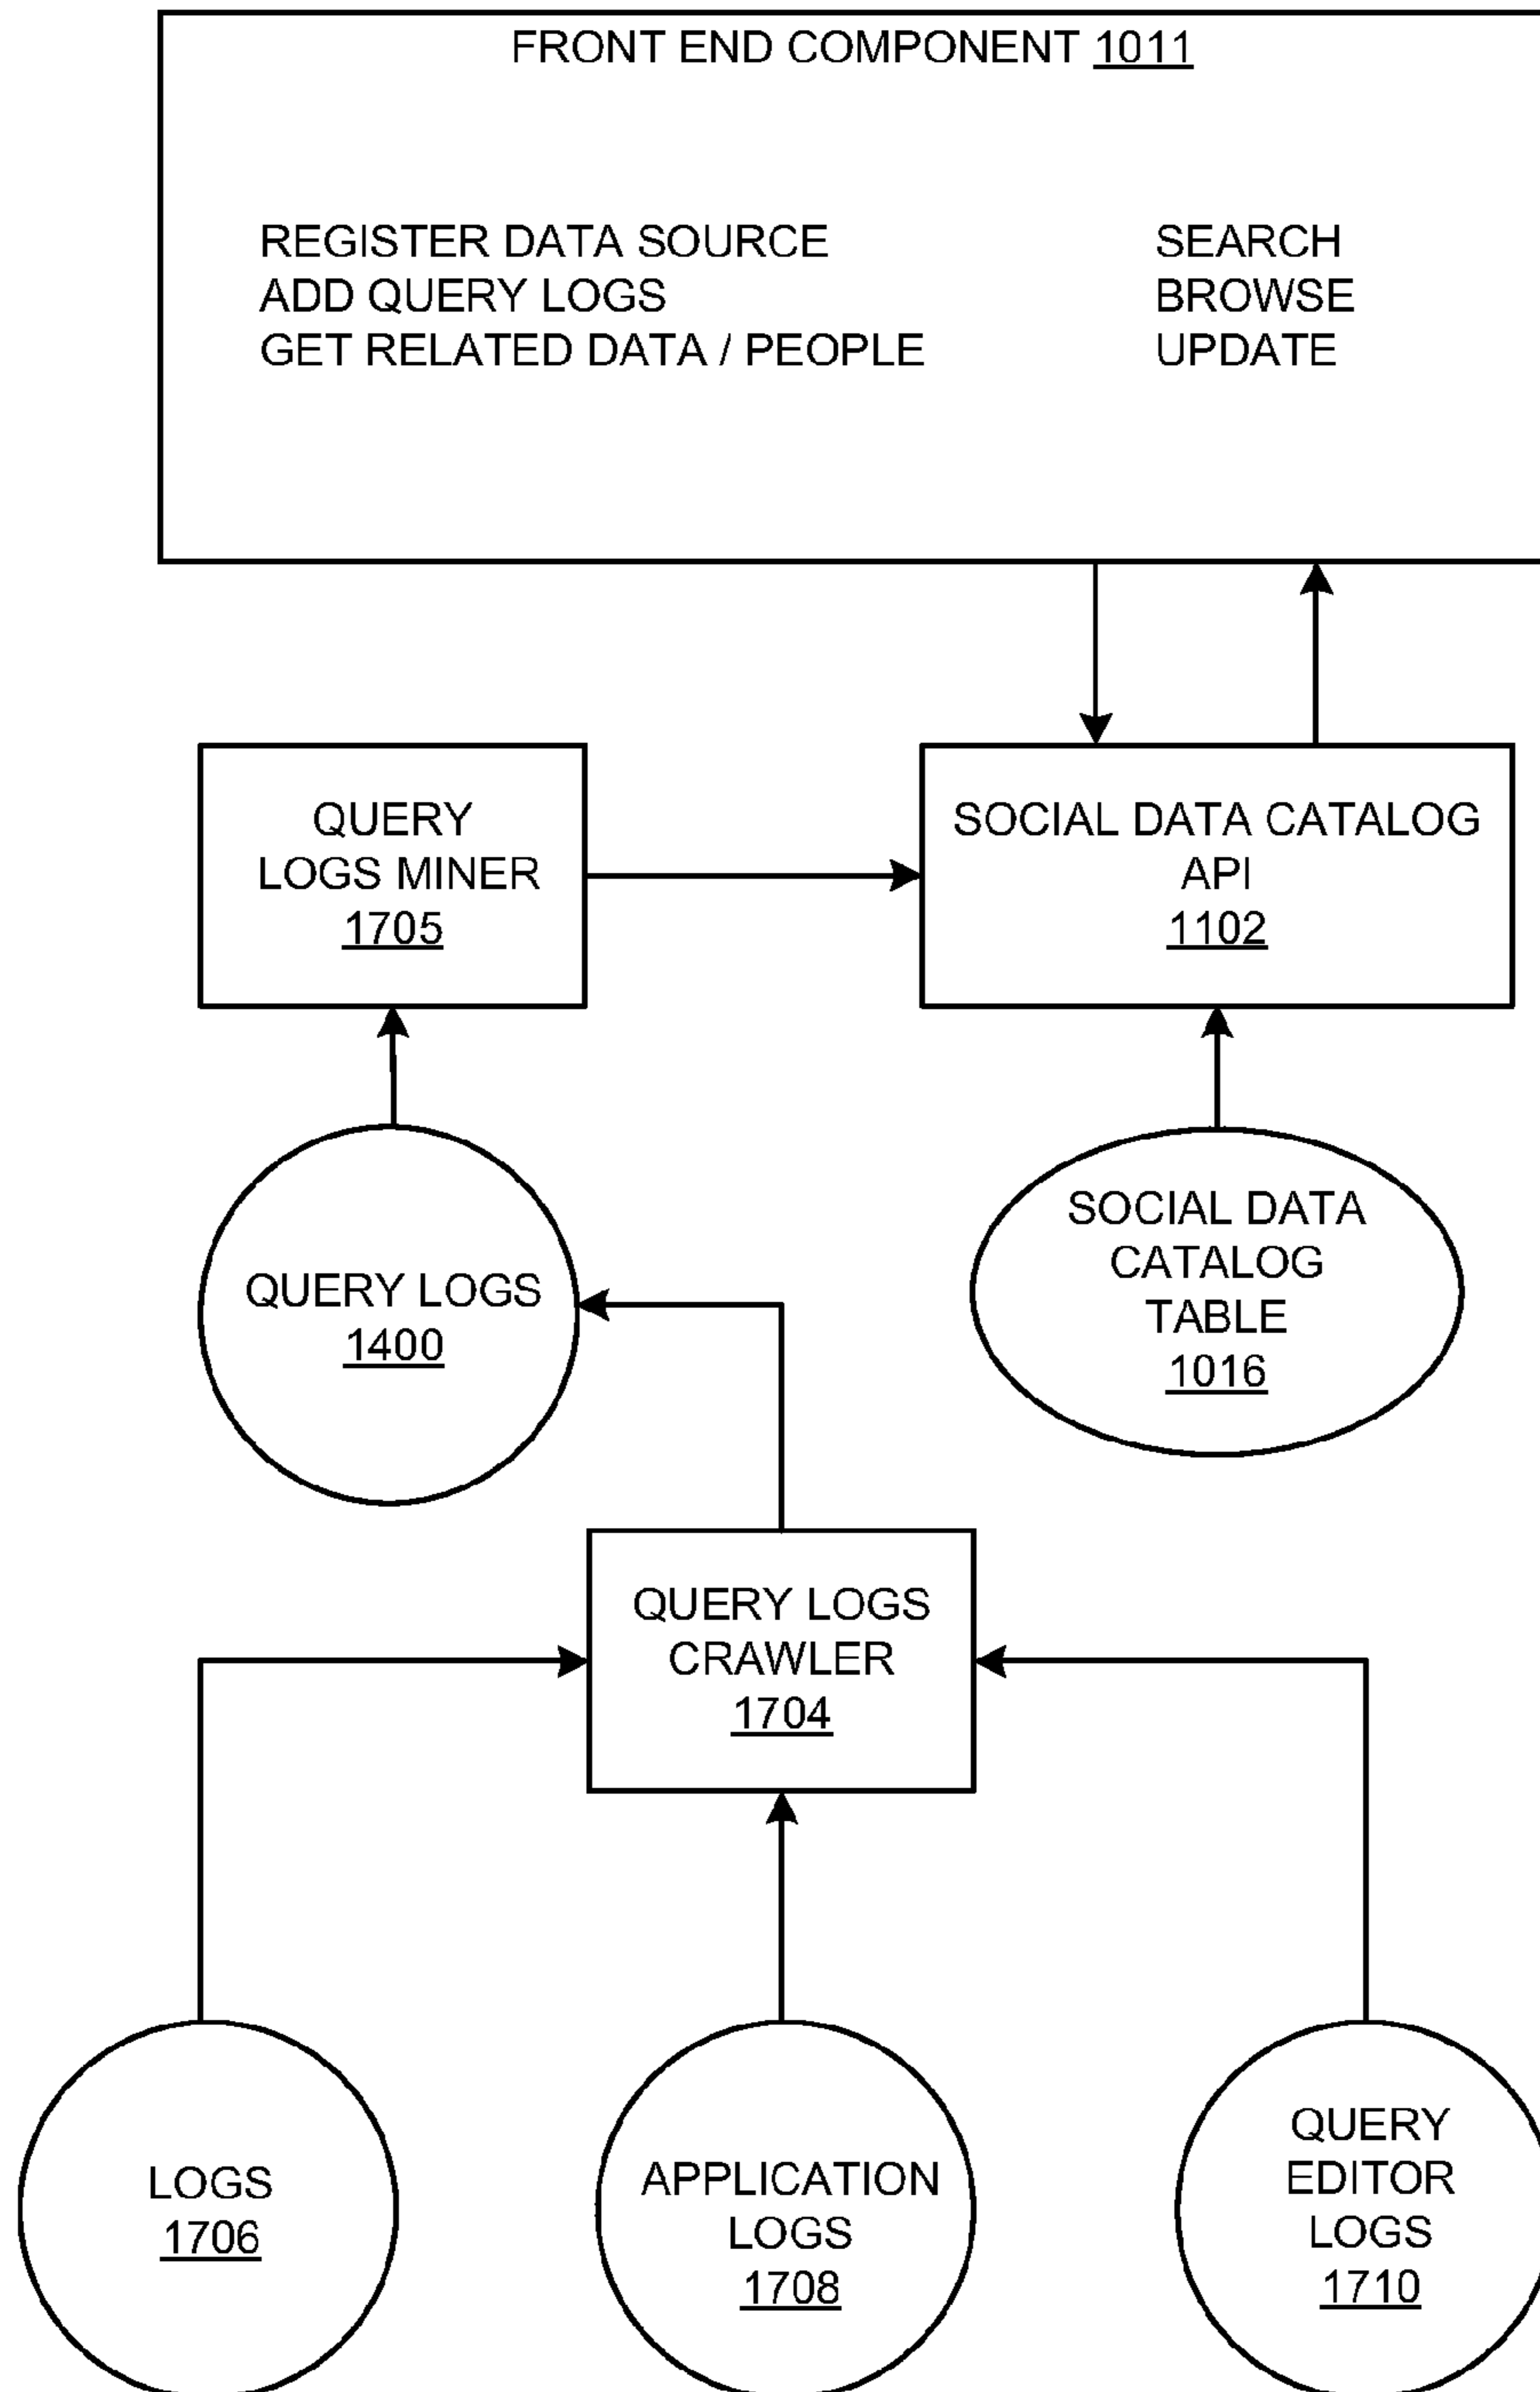 FRONT END COMPONENT 1011
REGISTER DATA SOURCE
ADD QUERY LOGS
GET RELATED DATA / PEOPLE
SEARCH
BROWSE
UPDATE
QUERY
LOGS MINER
1705
SOCIAL DATA CATALOG
API
1102
QUERY LOGS
1400
SOCIAL DATA
CATALOG
TABLE
1016
QUERY LOGS
CRAWLER
1704
LOGS
1706
APPLICATION
LOGS
1708
QUERY
EDITOR
LOGS
1710